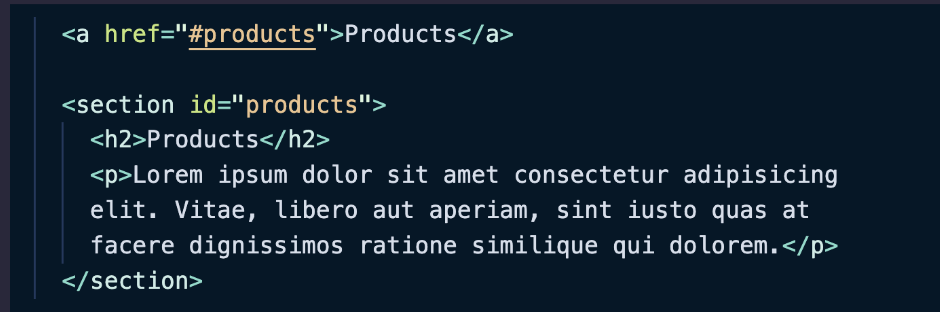 <a href="#products">Products</a>
<section id="products">
<h2>Products</h2>
<p>Lorem ipsum dolor sit amet consectetur adipisicing
elit. Vitae, libero aut aperiam, sint iusto quas at
facere dignissimos ratione similique qui dolorem.</p>
</section>